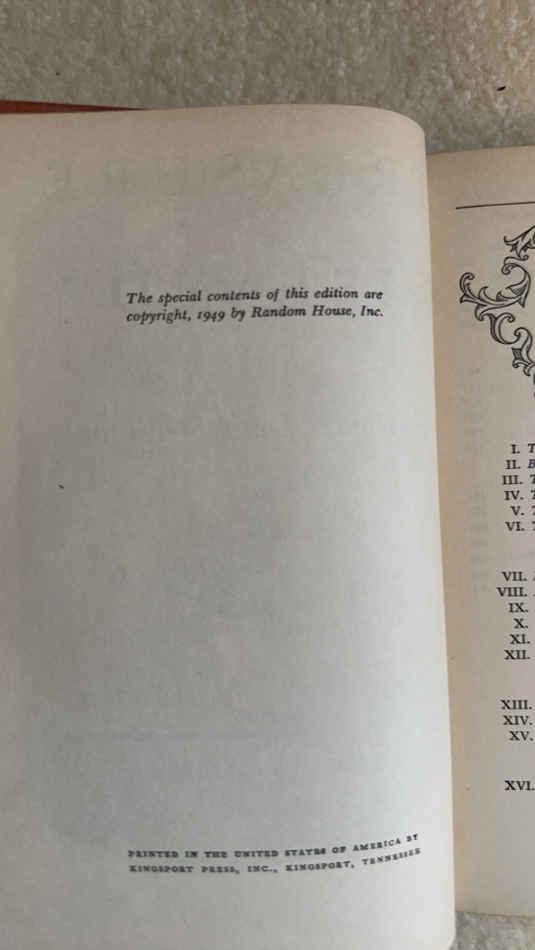 The special contents of this edition are
copyright, 1949 by Random House, Inc.
PRINTED IN THE UNITED STATES OF AMERICA BY
KINGSPORT PRESS, INC., KINGSPORT, TENNESSEE
I. T
II. B
III. T
IV. T
V. T
VI. T
VII.
VIII.
IX.
X.
XI.
XII.
XIII.
XIV.
XV.
XVI.